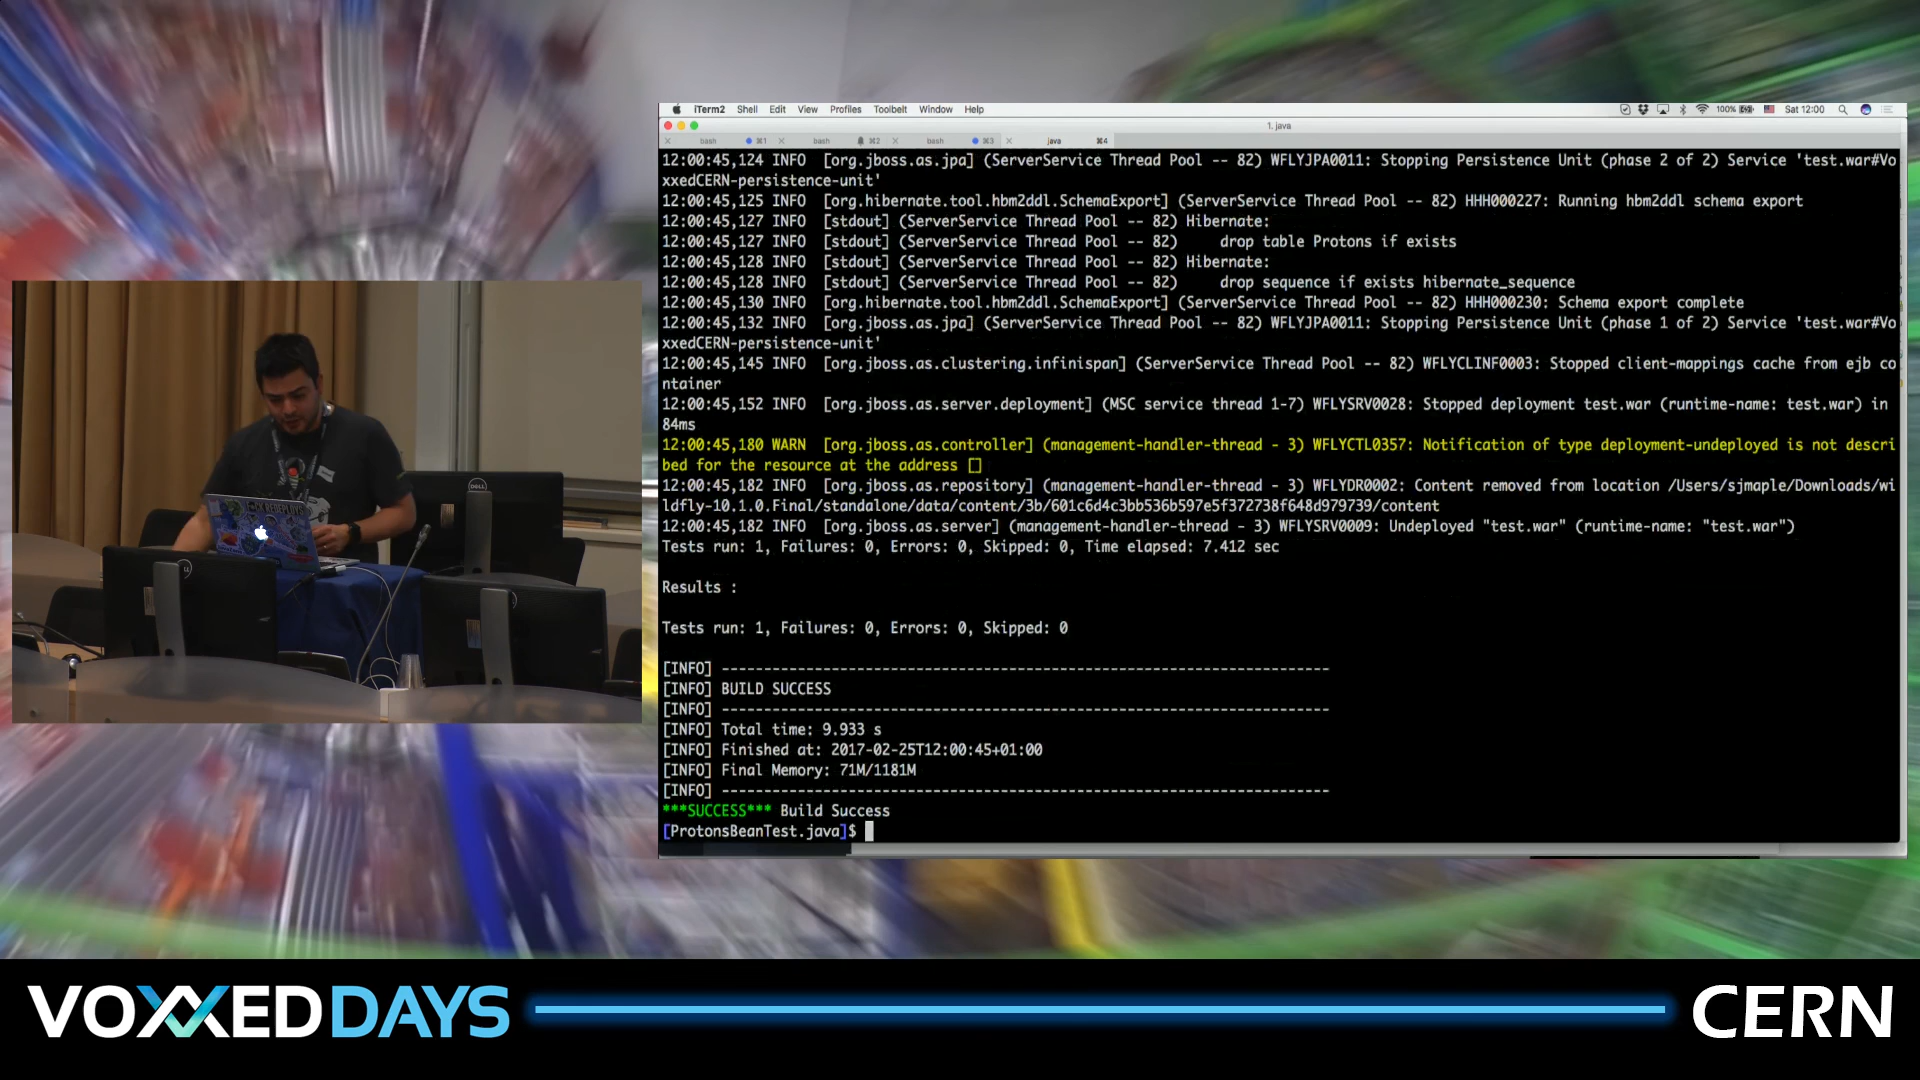 iTerm2 Shell Edit View Profiles Toolbelt Window Help 100% Sat 12:00
1. java
bash ⌘1 bash ⌘2 bash ⌘3 java ⌘4
12:00:45,124 INFO [org.jboss.as.jpa] (ServerService Thread Pool -- 82) WFLYJPA0011: Stopping Persistence Unit (phase 2 of 2) Service 'test.war#Vo
xxedCERN-persistence-unit'
12:00:45,125 INFO [org.hibernate.tool.hbm2ddl.SchemaExport] (ServerService Thread Pool -- 82) HHH000227: Running hbm2ddl schema export
12:00:45,127 INFO [stdout] (ServerService Thread Pool -- 82) Hibernate:
12:00:45,127 INFO [stdout] (ServerService Thread Pool -- 82) drop table Protons if exists
12:00:45,128 INFO [stdout] (ServerService Thread Pool -- 82) Hibernate:
12:00:45,128 INFO [stdout] (ServerService Thread Pool -- 82) drop sequence if exists hibernate_sequence
12:00:45,130 INFO [org.hibernate.tool.hbm2ddl.SchemaExport] (ServerService Thread Pool -- 82) HHH000230: Schema export complete
12:00:45,132 INFO [org.jboss.as.jpa] (ServerService Thread Pool -- 82) WFLYJPA0011: Stopping Persistence Unit (phase 1 of 2) Service 'test.war#Vo
xxedCERN-persistence-unit'
12:00:45,145 INFO [org.jboss.as.clustering.infinispan] (ServerService Thread Pool -- 82) WFLYCLINF0003: Stopped client-mappings cache from ejb co
ntainer
12:00:45,152 INFO [org.jboss.as.server.deployment] (MSC service thread 1-7) WFLYSRV0028: Stopped deployment test.war (runtime-name: test.war) in
84ms
12:00:45,180 WARN [org.jboss.as.controller] (management-handler-thread - 3) WFLYCTL0357: Notification of type deployment-undeployed is not descri
bed for the resource at the address []
12:00:45,182 INFO [org.jboss.as.repository] (management-handler-thread - 3) WFLYDR0002: Content removed from location /Users/sjmaple/Downloads/wi
ldfly-10.1.0.Final/standalone/data/content/3b/601c6d4c3bb536b597e5f372738f648d979739/content
12:00:45,182 INFO [org.jboss.as.server] (management-handler-thread - 3) WFLYSRV0009: Undeployed "test.war" (runtime-name: "test.war")
Tests run: 1, Failures: 0, Errors: 0, Skipped: 0, Time elapsed: 7.412 sec
Results :
Tests run: 1, Failures: 0, Errors: 0, Skipped: 0
[INFO] ------------------------------------------------------------------------
[INFO] BUILD SUCCESS
[INFO] ------------------------------------------------------------------------
[INFO] Total time: 9.933 s
[INFO] Finished at: 2017-02-25T12:00:45+01:00
[INFO] Final Memory: 71M/1181M
[INFO] ------------------------------------------------------------------------
***SUCCESS*** Build Success
[ProtonsBeanTest.java]$
DELL
VOXXEDDAYS CERN